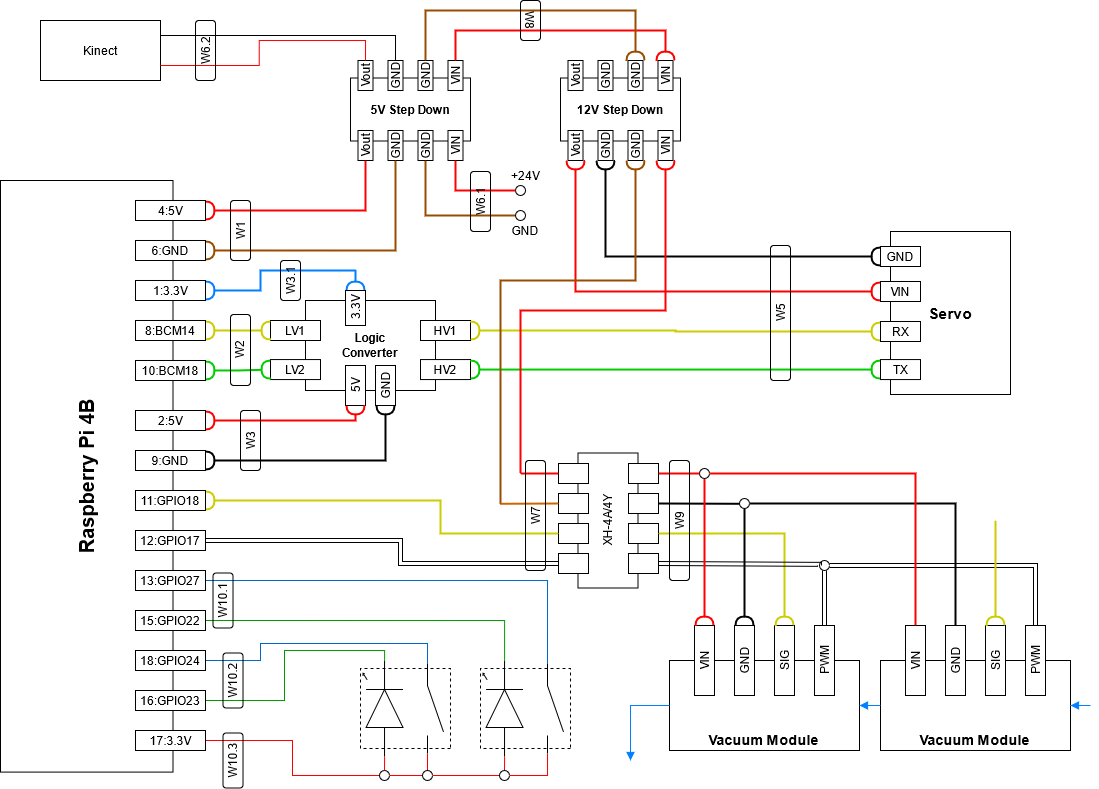 Kinect
W6.2
W8
Vout
GND
GND
VIN
5V Step Down
Vout
GND
GND
VIN
Vout
GND
GND
VIN
12V Step Down
Vout
GND
GND
VIN
+24V
W6.1
GND
Raspberry Pi 4B
4:5V
W1
6:GND
1:3.3V
W3.1
8:BCM14
W2
10:BCM18
2:5V
W3
9:GND
11:GPIO18
12:GPIO17
13:GPIO27
W10.1
15:GPIO22
18:GPIO24
W10.2
16:GPIO23
17:3.3V
W10.3
3.3V
LV1
HV1
Logic
Converter
LV2
HV2
5V
GND
W5
GND
VIN
Servo
RX
TX
W7
XH-4A/4Y
W9
VIN
GND
SIG
PWM
Vacuum Module
VIN
GND
SIG
PWM
Vacuum Module